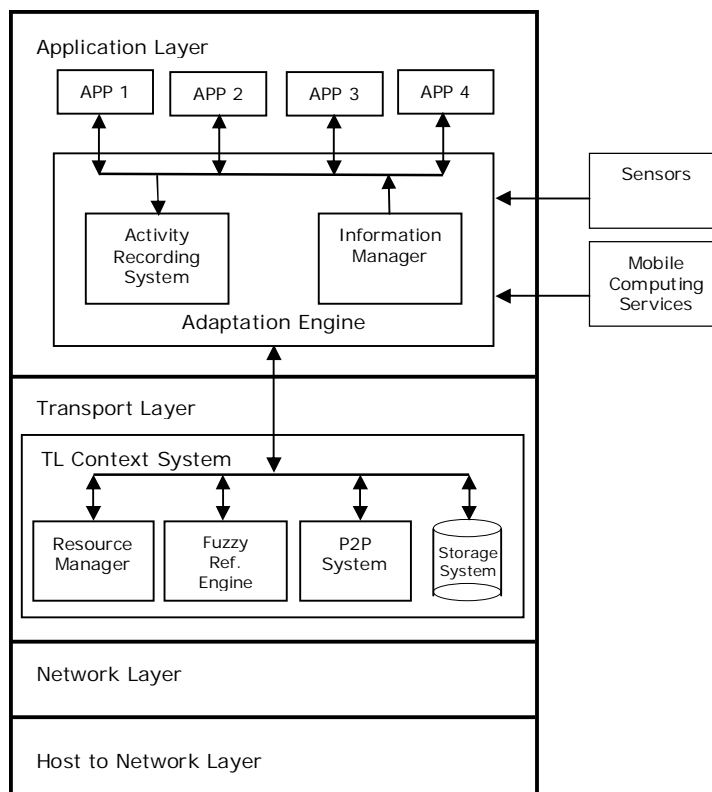 Application Layer
APP 1
APP 2
APP 3
APP 4
Sensors
Activity
Recording
System
Information
Manager
Mobile
Computing
Services
Adaptation Engine
Transport Layer
TL Context System
Resource
Manager
Fuzzy
Ref.
Engine
P2P
System
Storage
System
Network Layer
Host to Network Layer